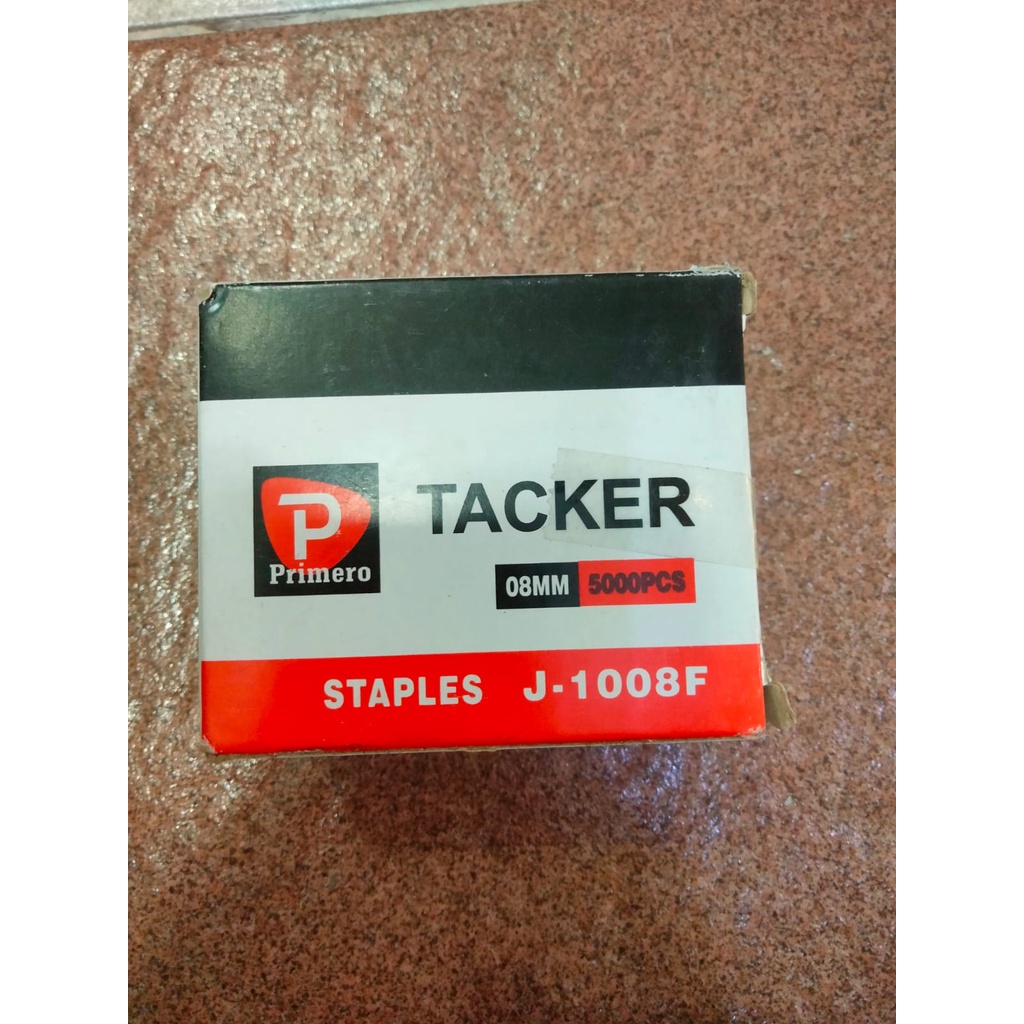 P
Primero
TACKER
08MM 5000PCS
STAPLES J-1008F